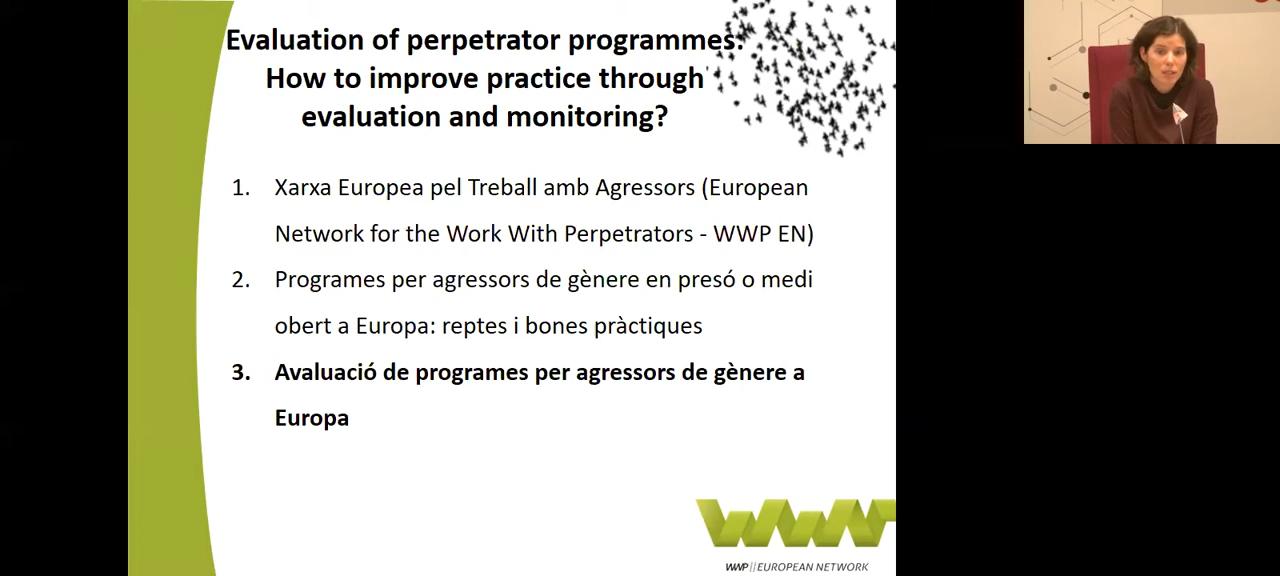 Evaluation of perpetrator programmes:
How to improve practice through
evaluation and monitoring?
1. Xarxa Europea pel Treball amb Agressors (European
Network for the Work With Perpetrators - WWP EN)
2. Programes per agressors de gènere en presó o medi
obert a Europa: reptes i bones pràctiques
3. Avaluació de programes per agressors de gènere a
Europa
WWP
WWP || EUROPEAN NETWORK